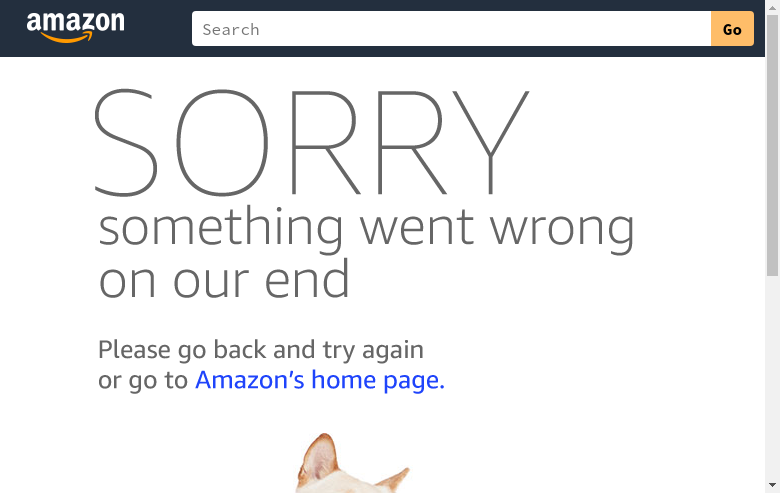 amazon
Search
Go
SORRY
something went wrong
on our end
Please go back and try again
or go to Amazon's home page.